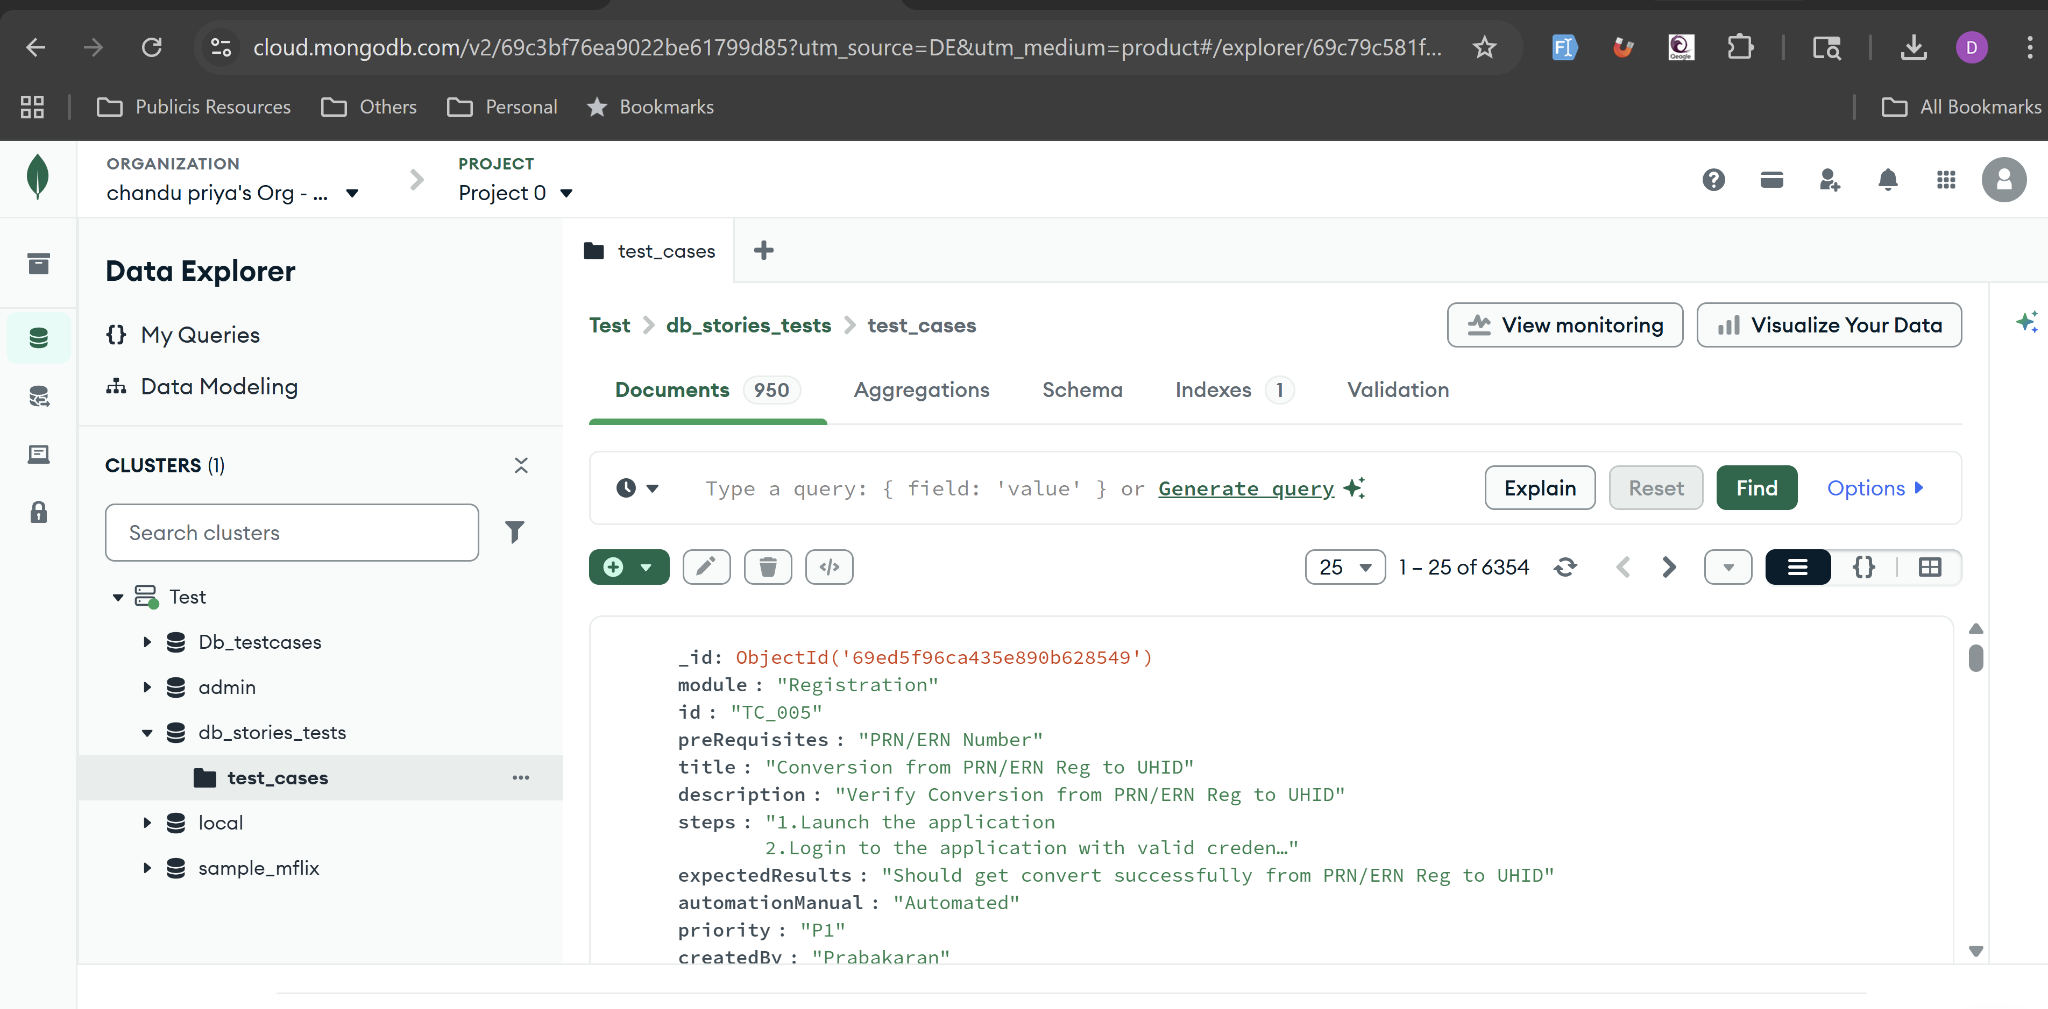 cloud.mongodb.com/v2/69c3bf76ea9022be61799d85?utm_source=DE&utm_medium=product#/explorer/69c79c581f...
D
Publicis Resources
Others
Personal
Bookmarks
All Bookmarks
ORGANIZATION
chandu priya's Org - ...
PROJECT
Project 0
Data Explorer
My Queries
Data Modeling
CLUSTERS (1)
Search clusters
Test
Db_testcases
admin
db_stories_tests
test_cases
local
sample_mflix
test_cases
Test > db_stories_tests > test_cases
View monitoring
Visualize Your Data
Documents 950
Aggregations
Schema
Indexes 1
Validation
Type a query: { field: 'value' } or Generate query
Explain
Reset
Find
Options
25
1 – 25 of 6354
_id: ObjectId('69ed5f96ca435e890b628549')
module : "Registration"
id : "TC_005"
preRequisites : "PRN/ERN Number"
title : "Conversion from PRN/ERN Reg to UHID"
description : "Verify Conversion from PRN/ERN Reg to UHID"
steps : "1.Launch the application
2.Login to the application with valid creden…"
expectedResults : "Should get convert successfully from PRN/ERN Reg to UHID"
automationManual : "Automated"
priority : "P1"
createdBy : "Prabakaran"